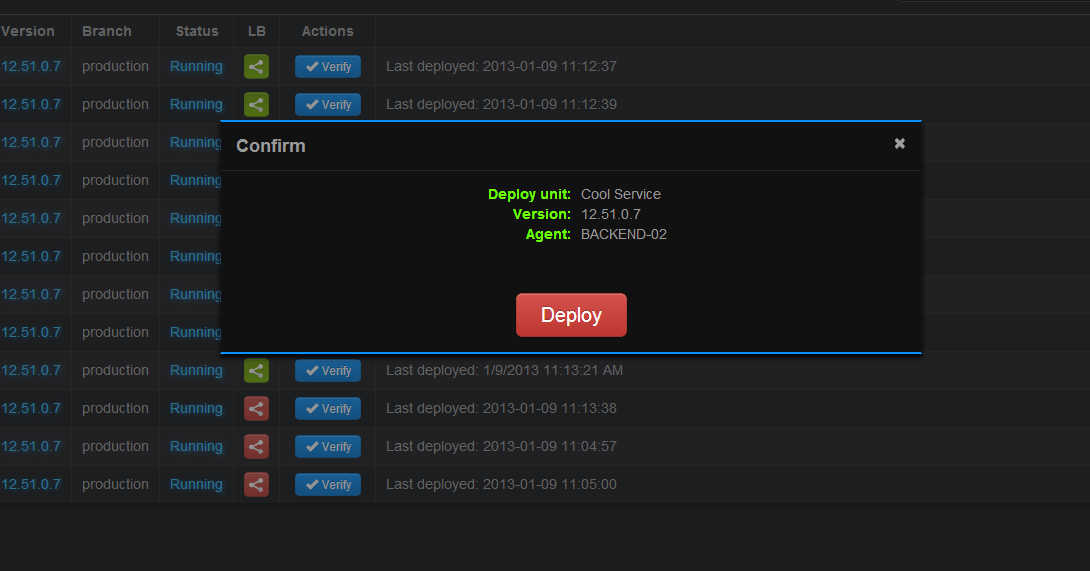 Version Branch Status LB Actions
12.51.0.7 production Running Verify Last deployed: 2013-01-09 11:12:37
12.51.0.7 production Running Verify Last deployed: 2013-01-09 11:12:39
12.51.0.7 production Running
12.51.0.7 production Running
12.51.0.7 production Running
12.51.0.7 production Running
12.51.0.7 production Running
12.51.0.7 production Running
Confirm ×
Deploy unit: Cool Service
Version: 12.51.0.7
Agent: BACKEND-02
Deploy
12.51.0.7 production Running Verify Last deployed: 1/9/2013 11:13:21 AM
12.51.0.7 production Running Verify Last deployed: 2013-01-09 11:13:38
12.51.0.7 production Running Verify Last deployed: 2013-01-09 11:04:57
12.51.0.7 production Running Verify Last deployed: 2013-01-09 11:05:00